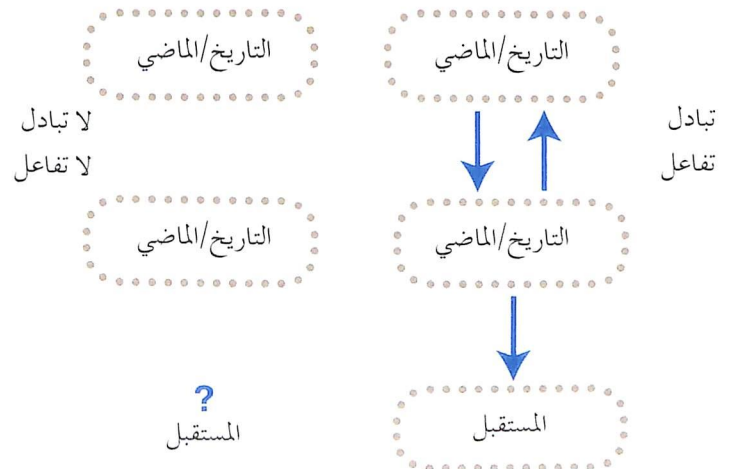 التاريخ/الماضي
تبادل
تفاعل
التاريخ/الماضي
المستقبل
التاريخ/الماضي
لا تبادل
لا تفاعل
التاريخ/الماضي
?
المستقبل